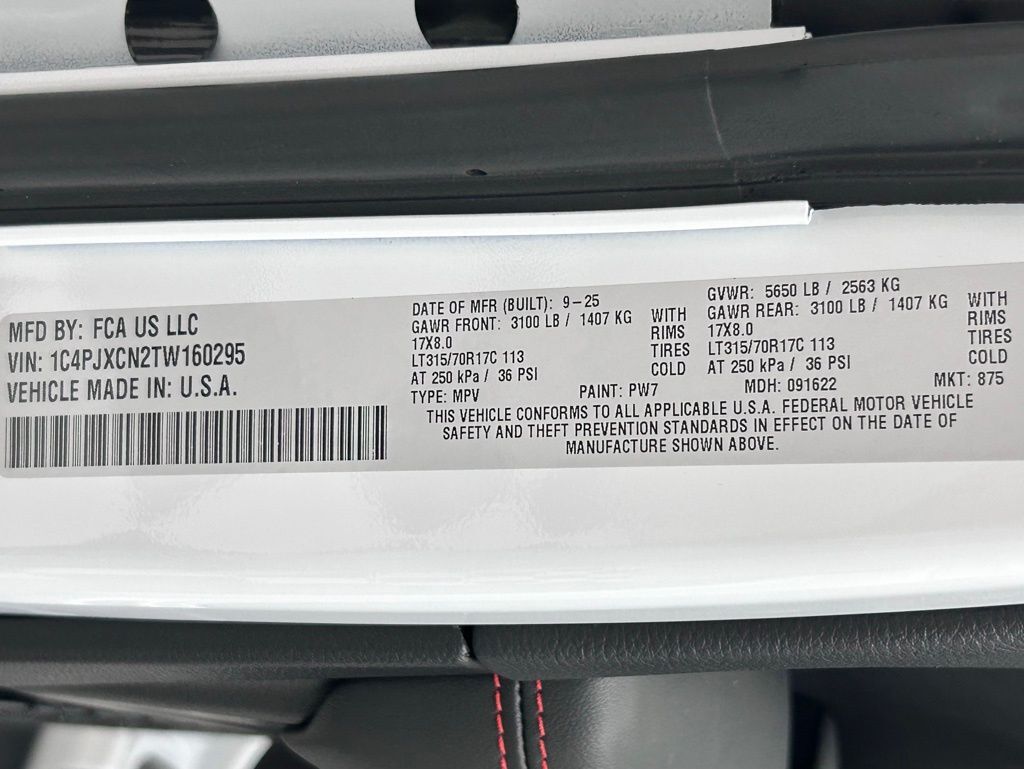 MFD BY: FCA US LLC
VIN: 1C4PJXCN2TW160295
VEHICLE MADE IN: U.S.A.
DATE OF MFR (BUILT): 9-25
GAWR FRONT: 3100 LB / 1407 KG WITH
17X8.0 RIMS
LT315/70R17C 113 TIRES
AT 250 kPa / 36 PSI COLD
GVWR: 5650 LB / 2563 KG
GAWR REAR: 3100 LB / 1407 KG WITH
17X8.0 RIMS
LT315/70R17C 113 TIRES
AT 250 kPa / 36 PSI COLD
TYPE: MPV PAINT: PW7 MDH: 091622 MKT: 875
THIS VEHICLE CONFORMS TO ALL APPLICABLE U.S.A. FEDERAL MOTOR VEHICLE
SAFETY AND THEFT PREVENTION STANDARDS IN EFFECT ON THE DATE OF
MANUFACTURE SHOWN ABOVE.